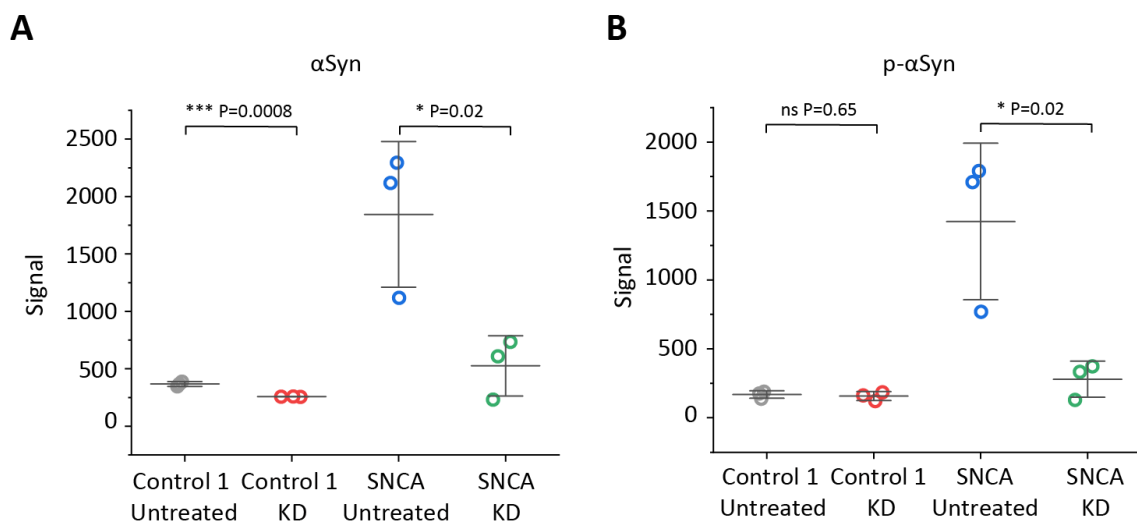 A
αSyn
*** P=0.0008
* P=0.02
2500
2000
1500
1000
500
0
Signal
Control 1 Untreated
Control 1 KD
SNCA Untreated
SNCA KD
B
p-αSyn
ns P=0.65
* P=0.02
2000
1500
1000
500
0
Signal
Control 1 Untreated
Control 1 KD
SNCA Untreated
SNCA KD